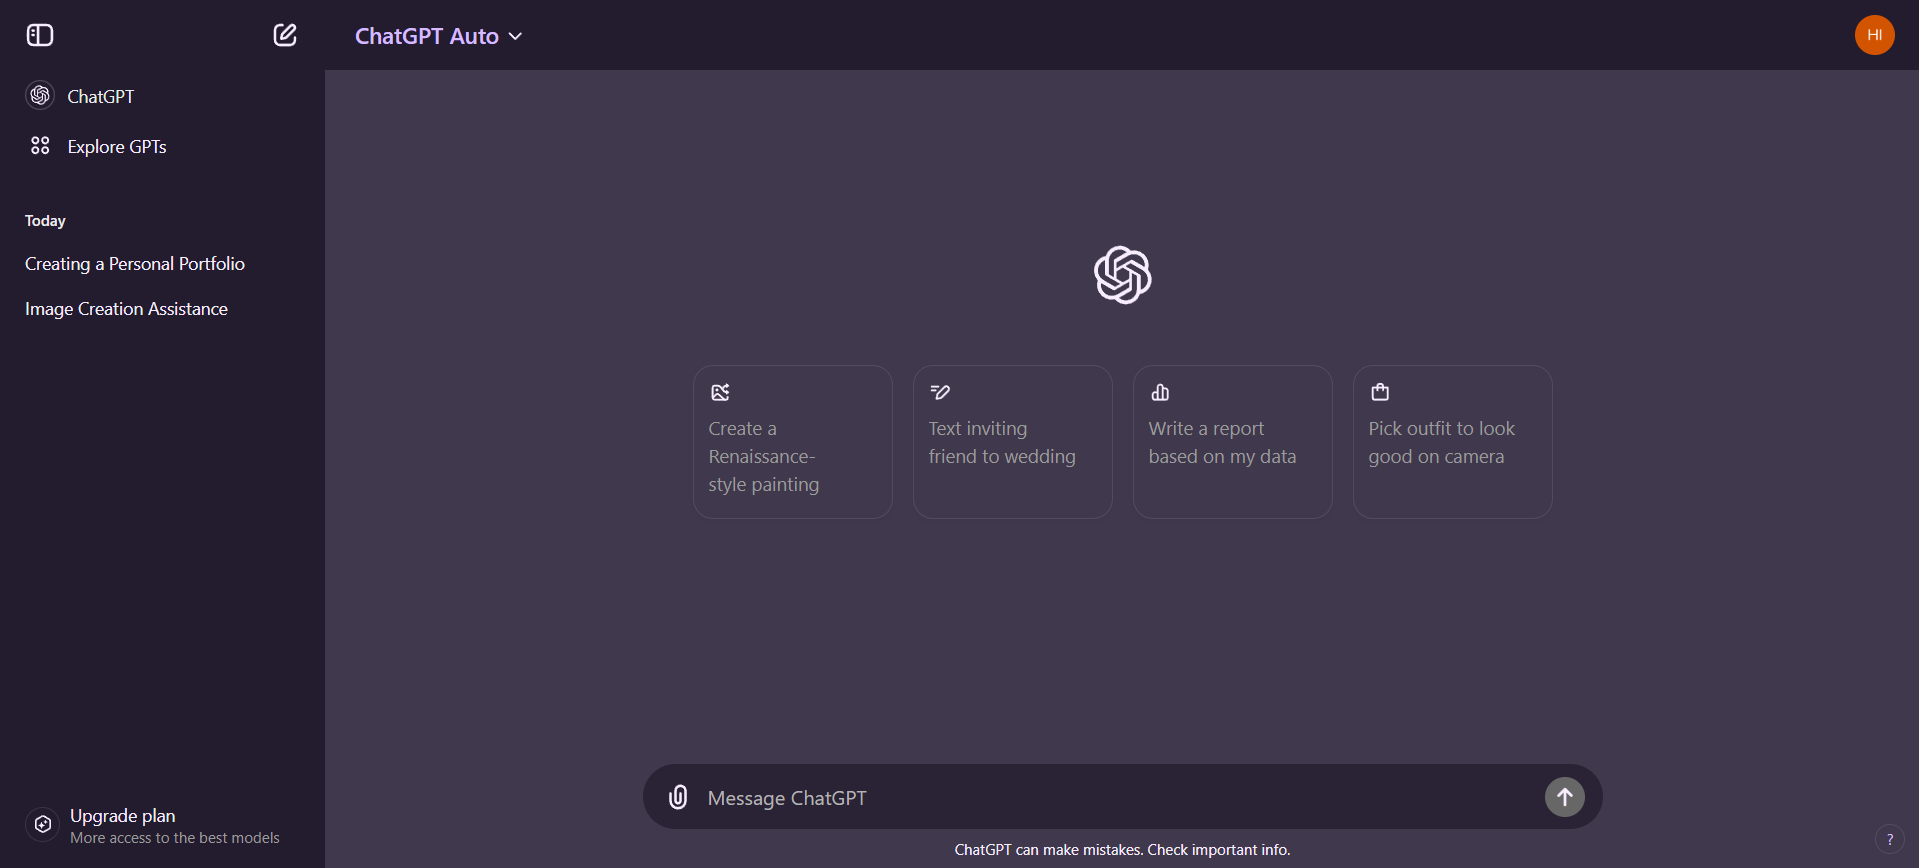 ChatGPT Auto
HI
ChatGPT
Explore GPTs
Today
Creating a Personal Portfolio
Image Creation Assistance
Create a
Renaissance-
style painting
Text inviting
friend to wedding
Write a report
based on my data
Pick outfit to look
good on camera
Upgrade plan
More access to the best models
Message ChatGPT
ChatGPT can make mistakes. Check important info.
?